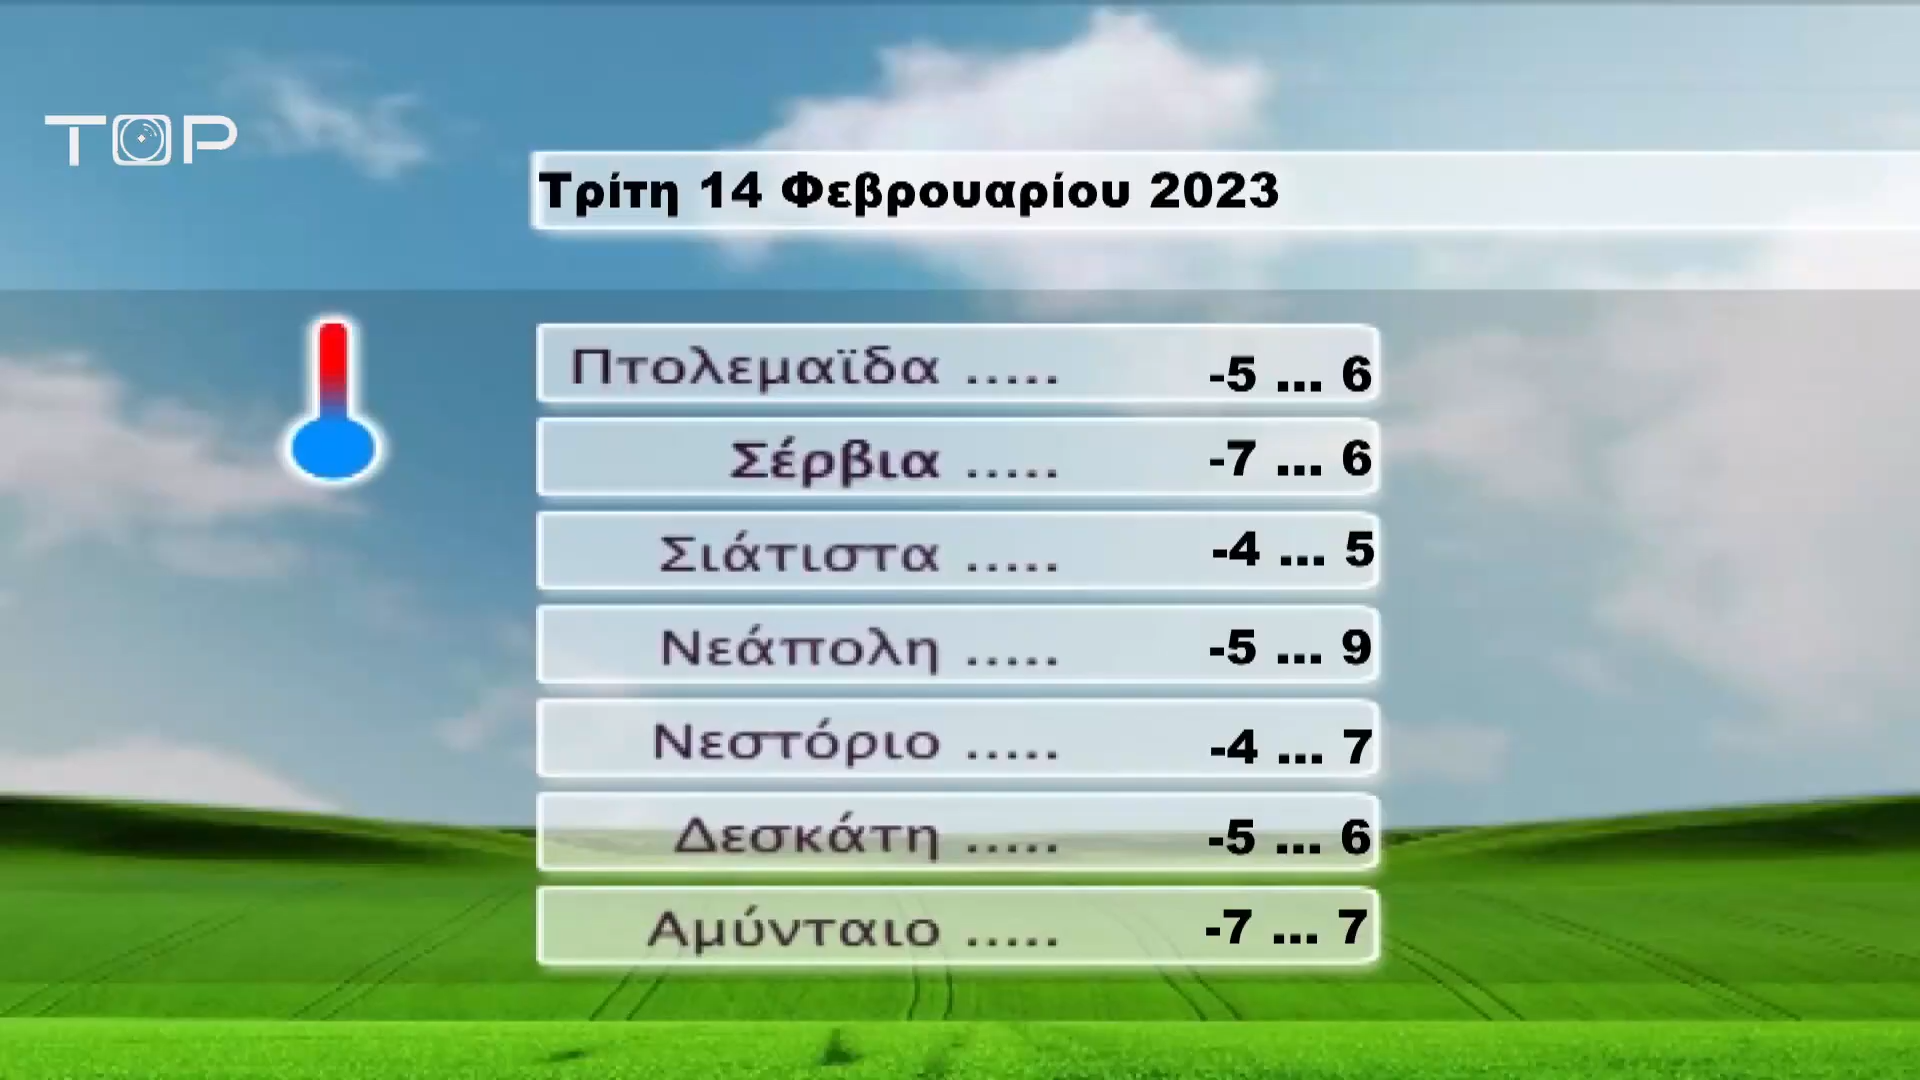 TOP
Τρίτη 14 Φεβρουαρίου 2023
Πτολεμαΐδα ..... -5 ... 6
Σέρβια ..... -7 ... 6
Σιάτιστα ..... -4 ... 5
Νεάπολη ..... -5 ... 9
Νεστόριο ..... -4 ... 7
Δεσκάτη ..... -5 ... 6
Αμύνταιο ..... -7 ... 7